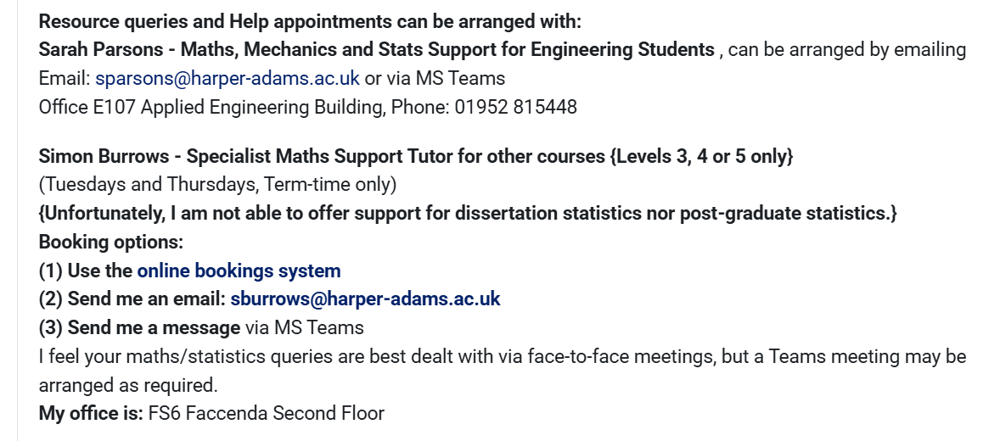 Resource queries and Help appointments can be arranged with:
Sarah Parsons - Maths, Mechanics and Stats Support for Engineering Students , can be arranged by emailing
Email: sparsons@harper-adams.ac.uk or via MS Teams
Office E107 Applied Engineering Building, Phone: 01952 815448
Simon Burrows - Specialist Maths Support Tutor for other courses {Levels 3, 4 or 5 only}
(Tuesdays and Thursdays, Term-time only)
{Unfortunately, I am not able to offer support for dissertation statistics nor post-graduate statistics.}
Booking options:
(1) Use the online bookings system
(2) Send me an email: sburrows@harper-adams.ac.uk
(3) Send me a message via MS Teams
I feel your maths/statistics queries are best dealt with via face-to-face meetings, but a Teams meeting may be
arranged as required.
My office is: FS6 Faccenda Second Floor